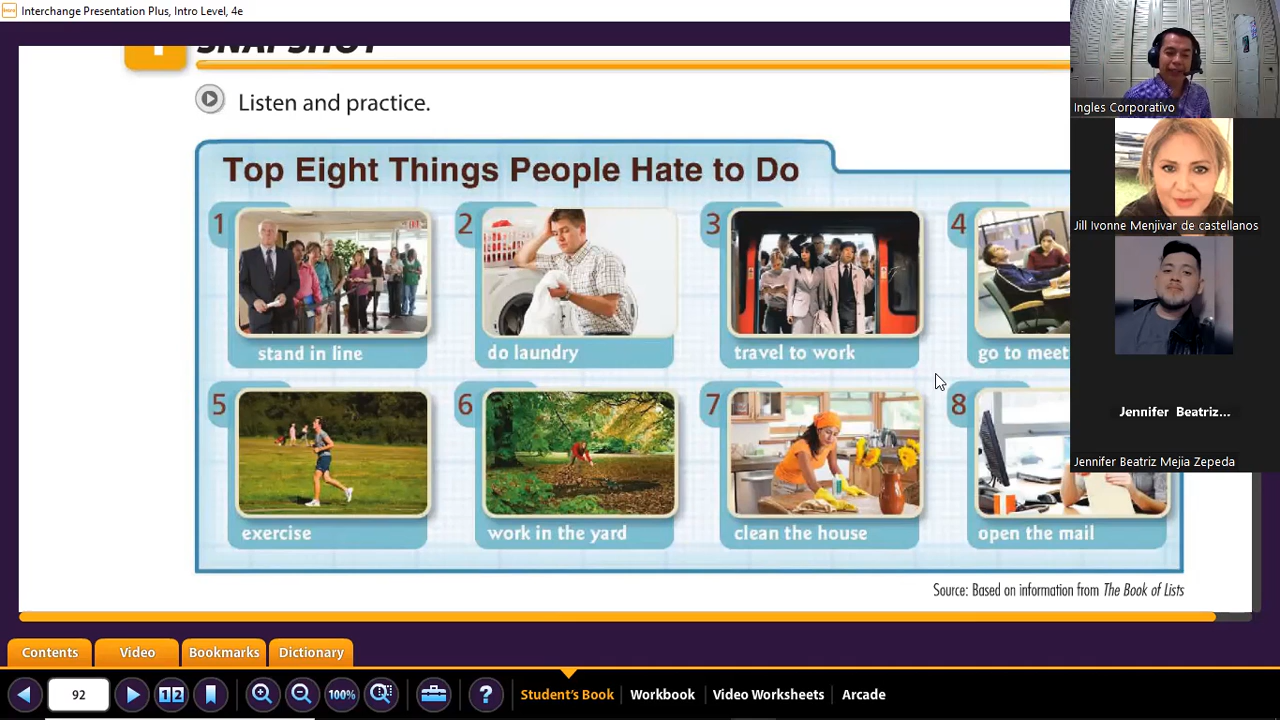 Interchange Presentation Plus, Intro Level, 4e
SNAPSHOT
Listen and practice.
Top Eight Things People Hate to Do
1
2
3
4
stand in line
do laundry
travel to work
go to meet
5
6
7
8
exercise
work in the yard
clean the house
open the mail
Source: Based on information from The Book of Lists
Ingles Corporativo
Jill Ivonne Menjivar de castellanos
Jennifer Beatriz...
Jennifer Beatriz Mejia Zepeda
Contents
Video
Bookmarks
Dictionary
92
1 2
100%
?
Student's Book
Workbook
Video Worksheets
Arcade